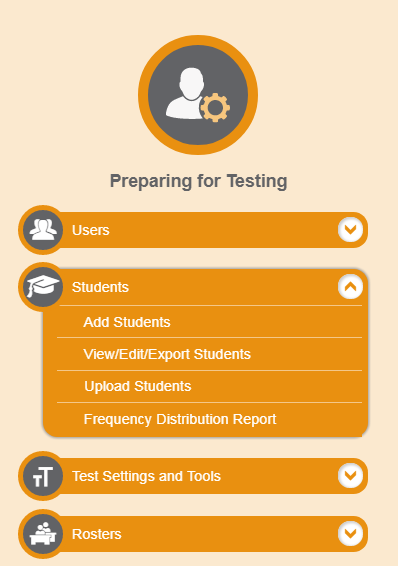 Preparing for Testing
Users
Students
Add Students
View/Edit/Export Students
Upload Students
Frequency Distribution Report
Test Settings and Tools
Rosters